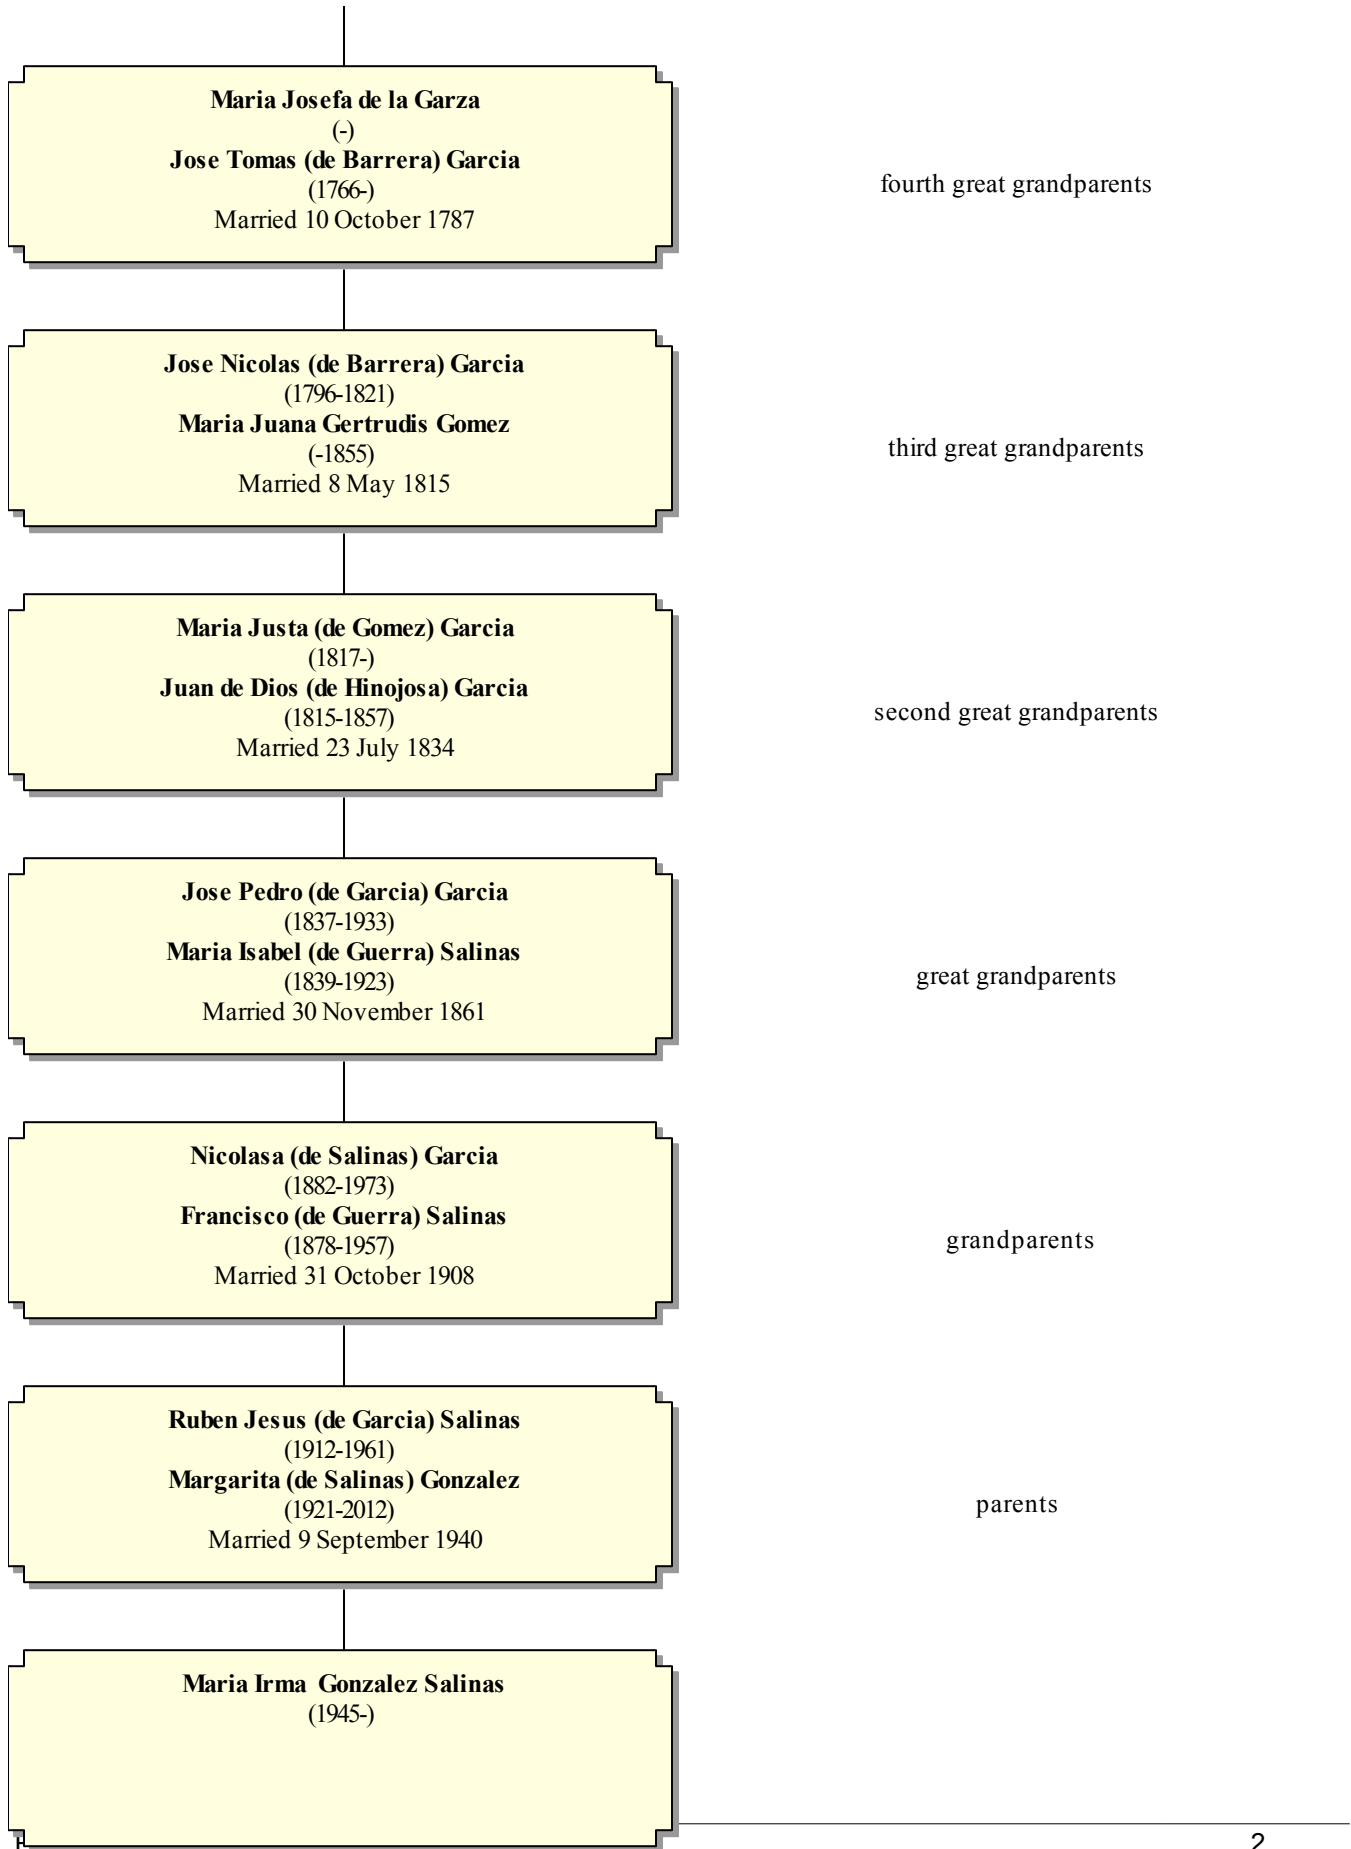 Maria Josefa de la Garza
(-)
Jose Tomas (de Barrera) Garcia
(1766-)
Married 10 October 1787
fourth great grandparents
Jose Nicolas (de Barrera) Garcia
(1796-1821)
Maria Juana Gertrudis Gomez
(-1855)
Married 8 May 1815
third great grandparents
Maria Justa (de Gomez) Garcia
(1817-)
Juan de Dios (de Hinojosa) Garcia
(1815-1857)
Married 23 July 1834
second great grandparents
Jose Pedro (de Garcia) Garcia
(1837-1933)
Maria Isabel (de Guerra) Salinas
(1839-1923)
Married 30 November 1861
great grandparents
Nicolasa (de Salinas) Garcia
(1882-1973)
Francisco (de Guerra) Salinas
(1878-1957)
Married 31 October 1908
grandparents
Ruben Jesus (de Garcia) Salinas
(1912-1961)
Margarita (de Salinas) Gonzalez
(1921-2012)
Married 9 September 1940
parents
Maria Irma Gonzalez Salinas
(1945-)
2